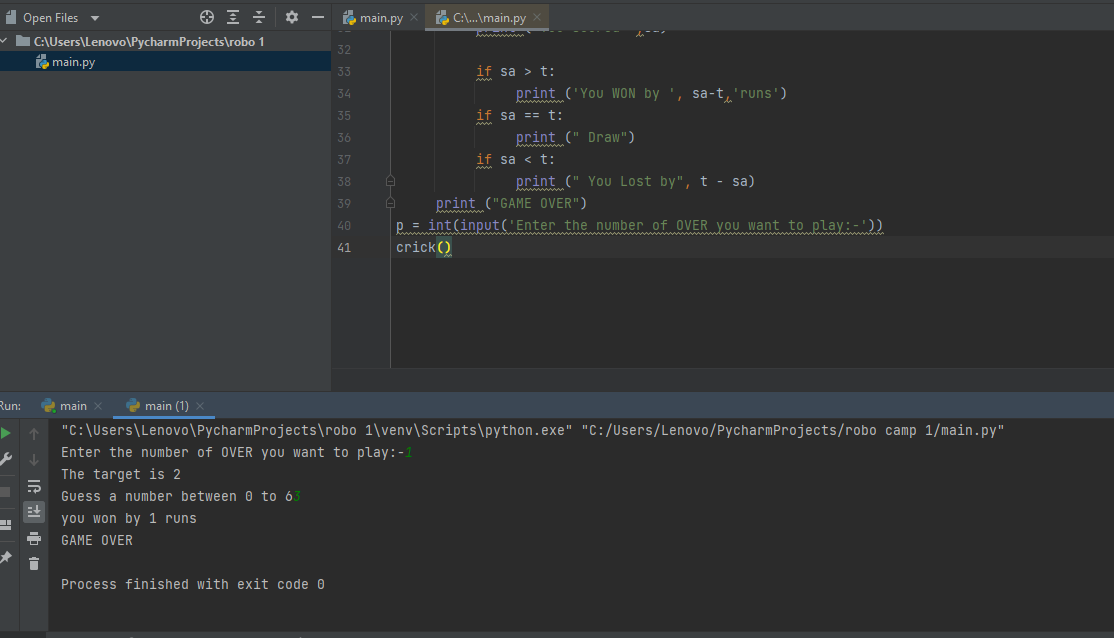 Open Files
main.py
C:\...\main.py
C:\Users\Lenovo\PycharmProjects\robo 1
main.py
32
33 if sa > t:
34 print ('You WON by ', sa-t,'runs')
35 if sa == t:
36 print (" Draw")
37 if sa < t:
38 print (" You Lost by", t - sa)
39 print ("GAME OVER")
40 p = int(input('Enter the number of OVER you want to play:-'))
41 crick()
Run: main main (1)
"C:\Users\Lenovo\PycharmProjects\robo 1\venv\Scripts\python.exe" "C:/Users/Lenovo/PycharmProjects/robo camp 1/main.py"
Enter the number of OVER you want to play:-1
The target is 2
Guess a number between 0 to 63
you won by 1 runs
GAME OVER
Process finished with exit code 0